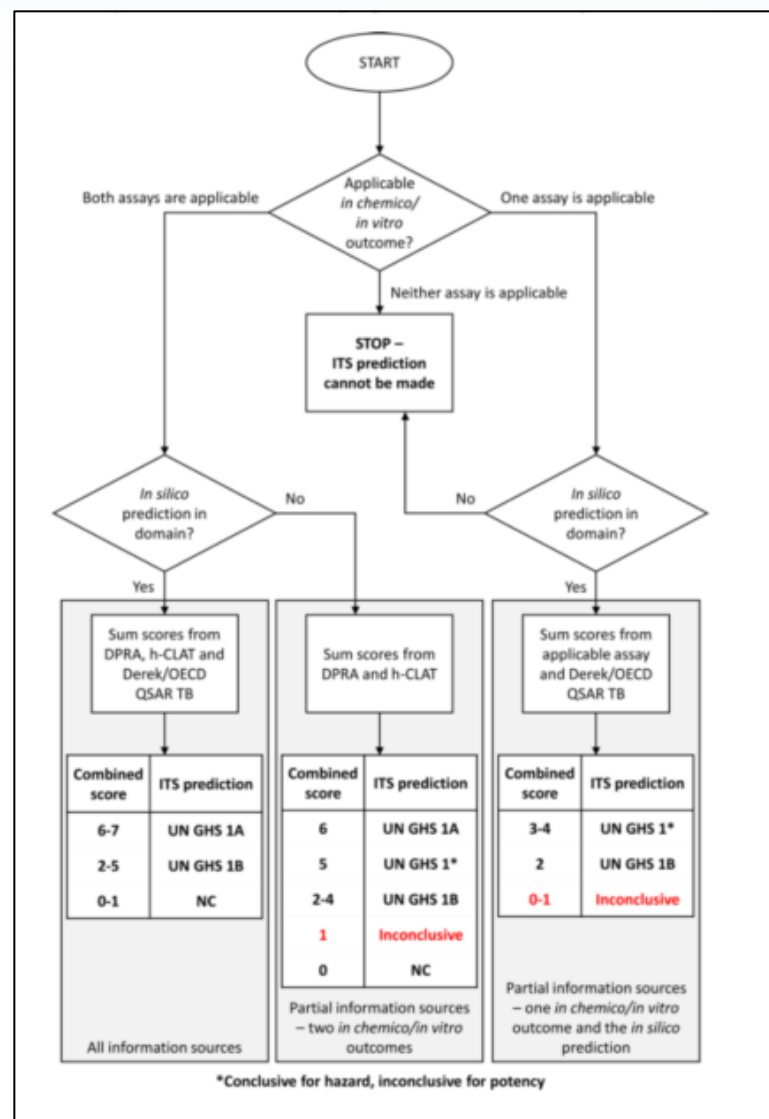 START
Applicable
in chemico/
in vitro
outcome?
Both assays are applicable
One assay is applicable
Neither assay is applicable
STOP –
ITS prediction
cannot be made
In silico
prediction in
domain?
No
Yes
No
In silico
prediction in
domain?
Yes
Sum scores from
DPRA, h-CLAT and
Derek/OECD
QSAR TB
Combined score ITS prediction
6-7 UN GHS 1A
2-5 UN GHS 1B
0-1 NC
All information sources
Sum scores from
DPRA and h-CLAT
Combined score ITS prediction
6 UN GHS 1A
5 UN GHS 1*
2-4 UN GHS 1B
1 Inconclusive
0 NC
Partial information sources
– two in chemico/in vitro
outcomes
Sum scores from
applicable assay
and Derek/OECD
QSAR TB
Combined score ITS prediction
3-4 UN GHS 1*
2 UN GHS 1B
0-1 Inconclusive
Partial information sources
– one in chemico/in vitro
outcome and the in silico
prediction
*Conclusive for hazard, inconclusive for potency